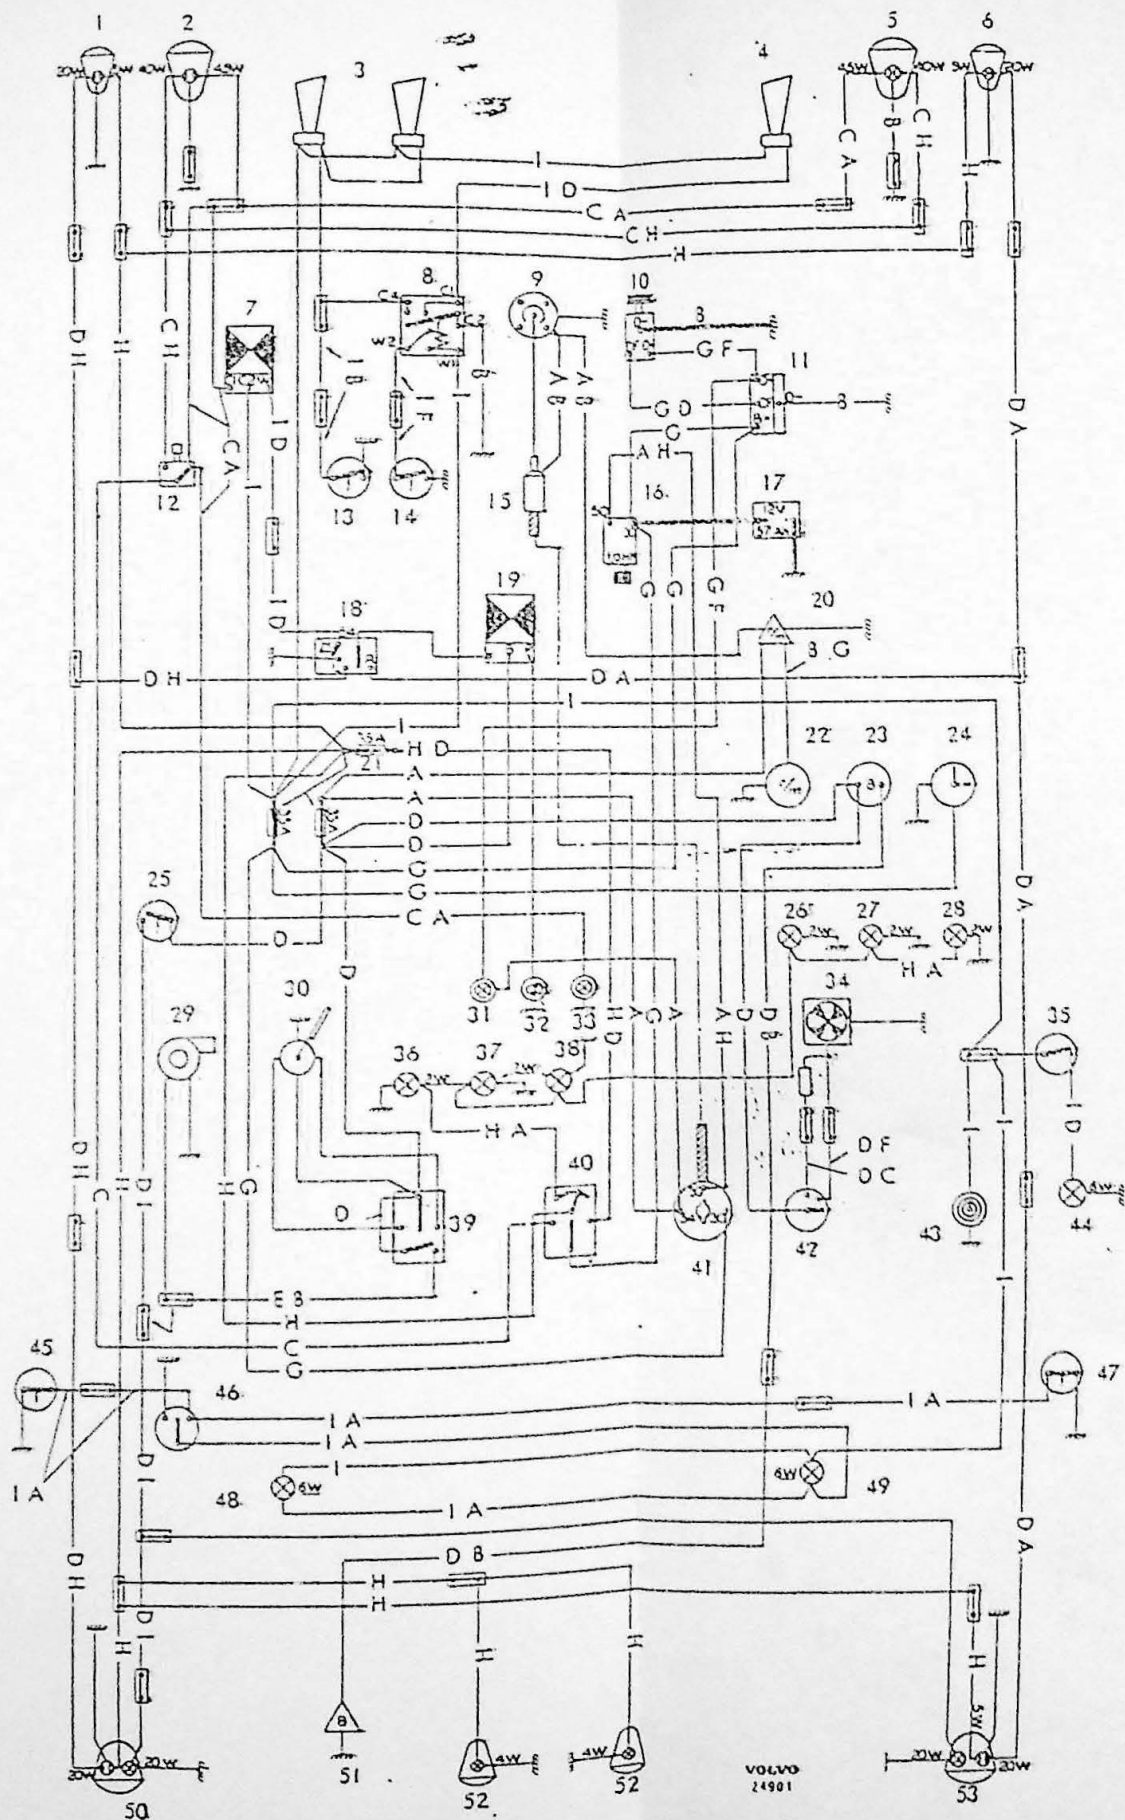 1 2 3 4 5 6
20W 5W 40W 45W 45W 40W 5W 20W
I
I D
C A B C H H
C A
C H
H
7 8 9 10
C1 C2 W2 W1
B
G F 11
D H H C H I B I F B I A B A B G D B D A
G
A H
C A I D
12 13 14 15 16 17
12V
G G G F
18 19 20
I D
B G
D H D A
I
I
35A H D
21 A 22 23 24
A
D
D
G
G
25 C A 26 27 28
D 2W 2W 2W
H A
D
29 30 31 32 33 34 35
36 37 38
2W 2W
H A
H D A G A A H D D B
I D
D F
D C
D H C H D I H G 40 I
D 39 41 42 43 44
E B
H
C
G
45 46 47
I A I A
I A
I
6W 6W
I A 48 49
I A
D I
D B D A
H
H
D H D I
H H H H
5W
8
20W 20W 4W 4W 20W 20W
50 51 52 52 53
VOLVO
24901